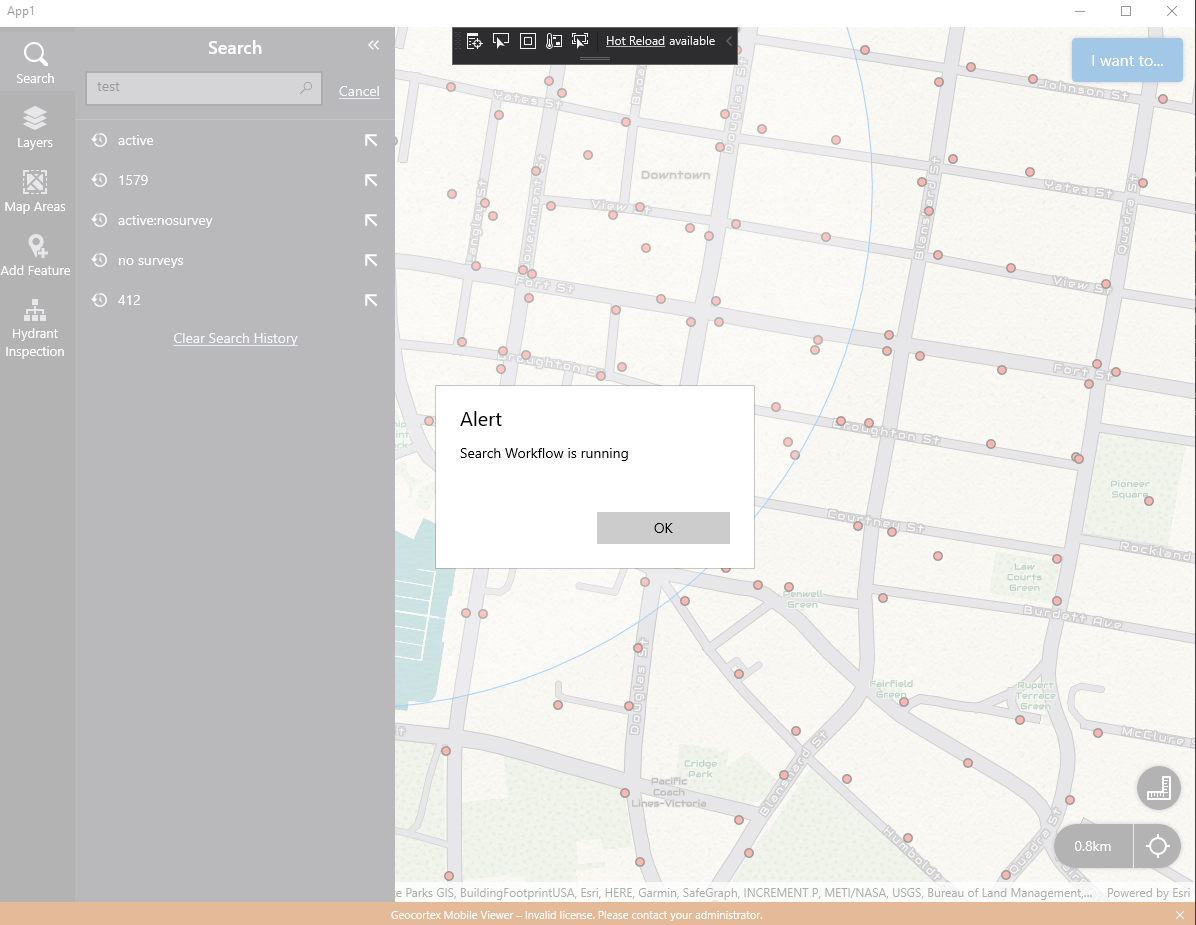 App1
Search
Layers
Map Areas
Add Feature
Hydrant
Inspection
Search
test
Cancel
active
1579
active:nosurvey
no surveys
412
Clear Search History
Hot Reload available
I want to...
Johnson St
Yates St
Douglas St
Downtown
Yates St
Government St
View St
Blanshard St
Quadra St
Langley St
Fort St
View St
Broughton St
Fort St
Broughton St
Pioneer
Square
Courtney St
Rockland
Law
Courts
Green
Penwell
Green
Burdett Ave
Douglas St
Fairfield
Green
Rupert
Terrace
Green
McClure S
Cridge
Park
Pacific
Coach
Lines-Victoria
Blanshard St
Humboldt
Quadra St
Alert
Search Workflow is running
OK
0.8km
e Parks GIS, BuildingFootprintUSA, Esri, HERE, Garmin, SafeGraph, INCREMENT P, METI/NASA, USGS, Bureau of Land Management,...
Powered by Esri
Geocortex Mobile Viewer – Invalid license. Please contact your administrator.